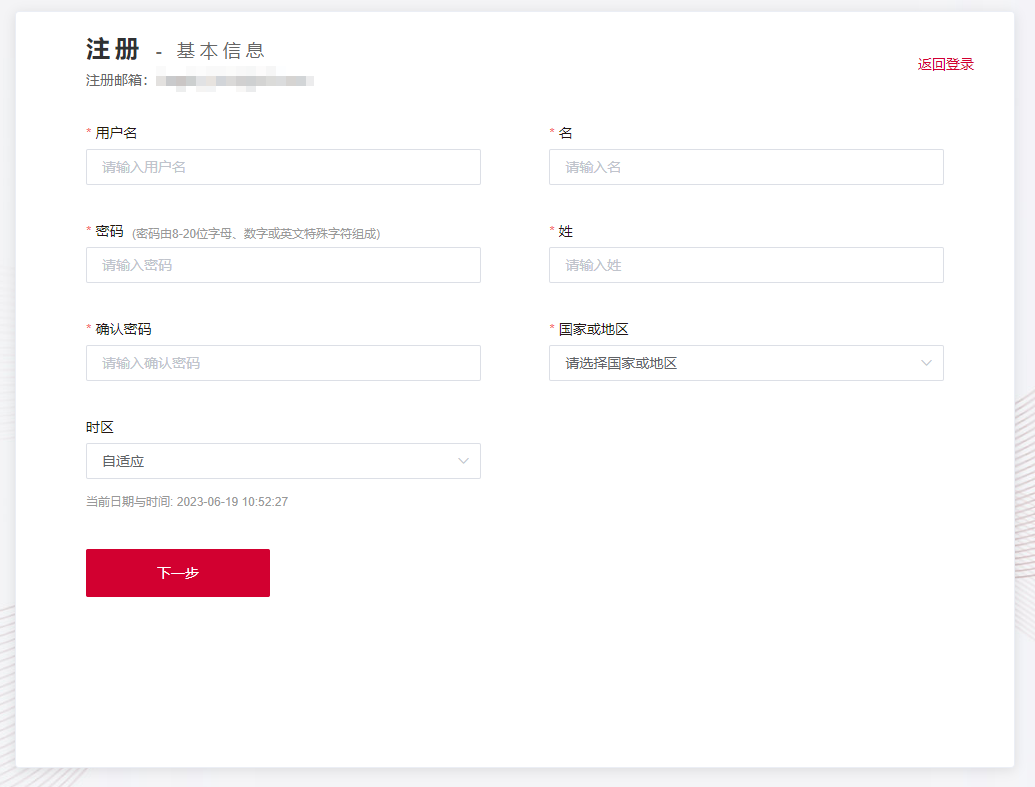 注册 - 基本信息
返回登录
注册邮箱：
* 用户名
* 名
请输入用户名
请输入名
* 密码 (密码由8-20位字母、数字或英文特殊字符组成)
* 姓
请输入密码
请输入姓
* 确认密码
* 国家或地区
请输入确认密码
请选择国家或地区
时区
自适应
当前日期与时间: 2023-06-19 10:52:27
下一步